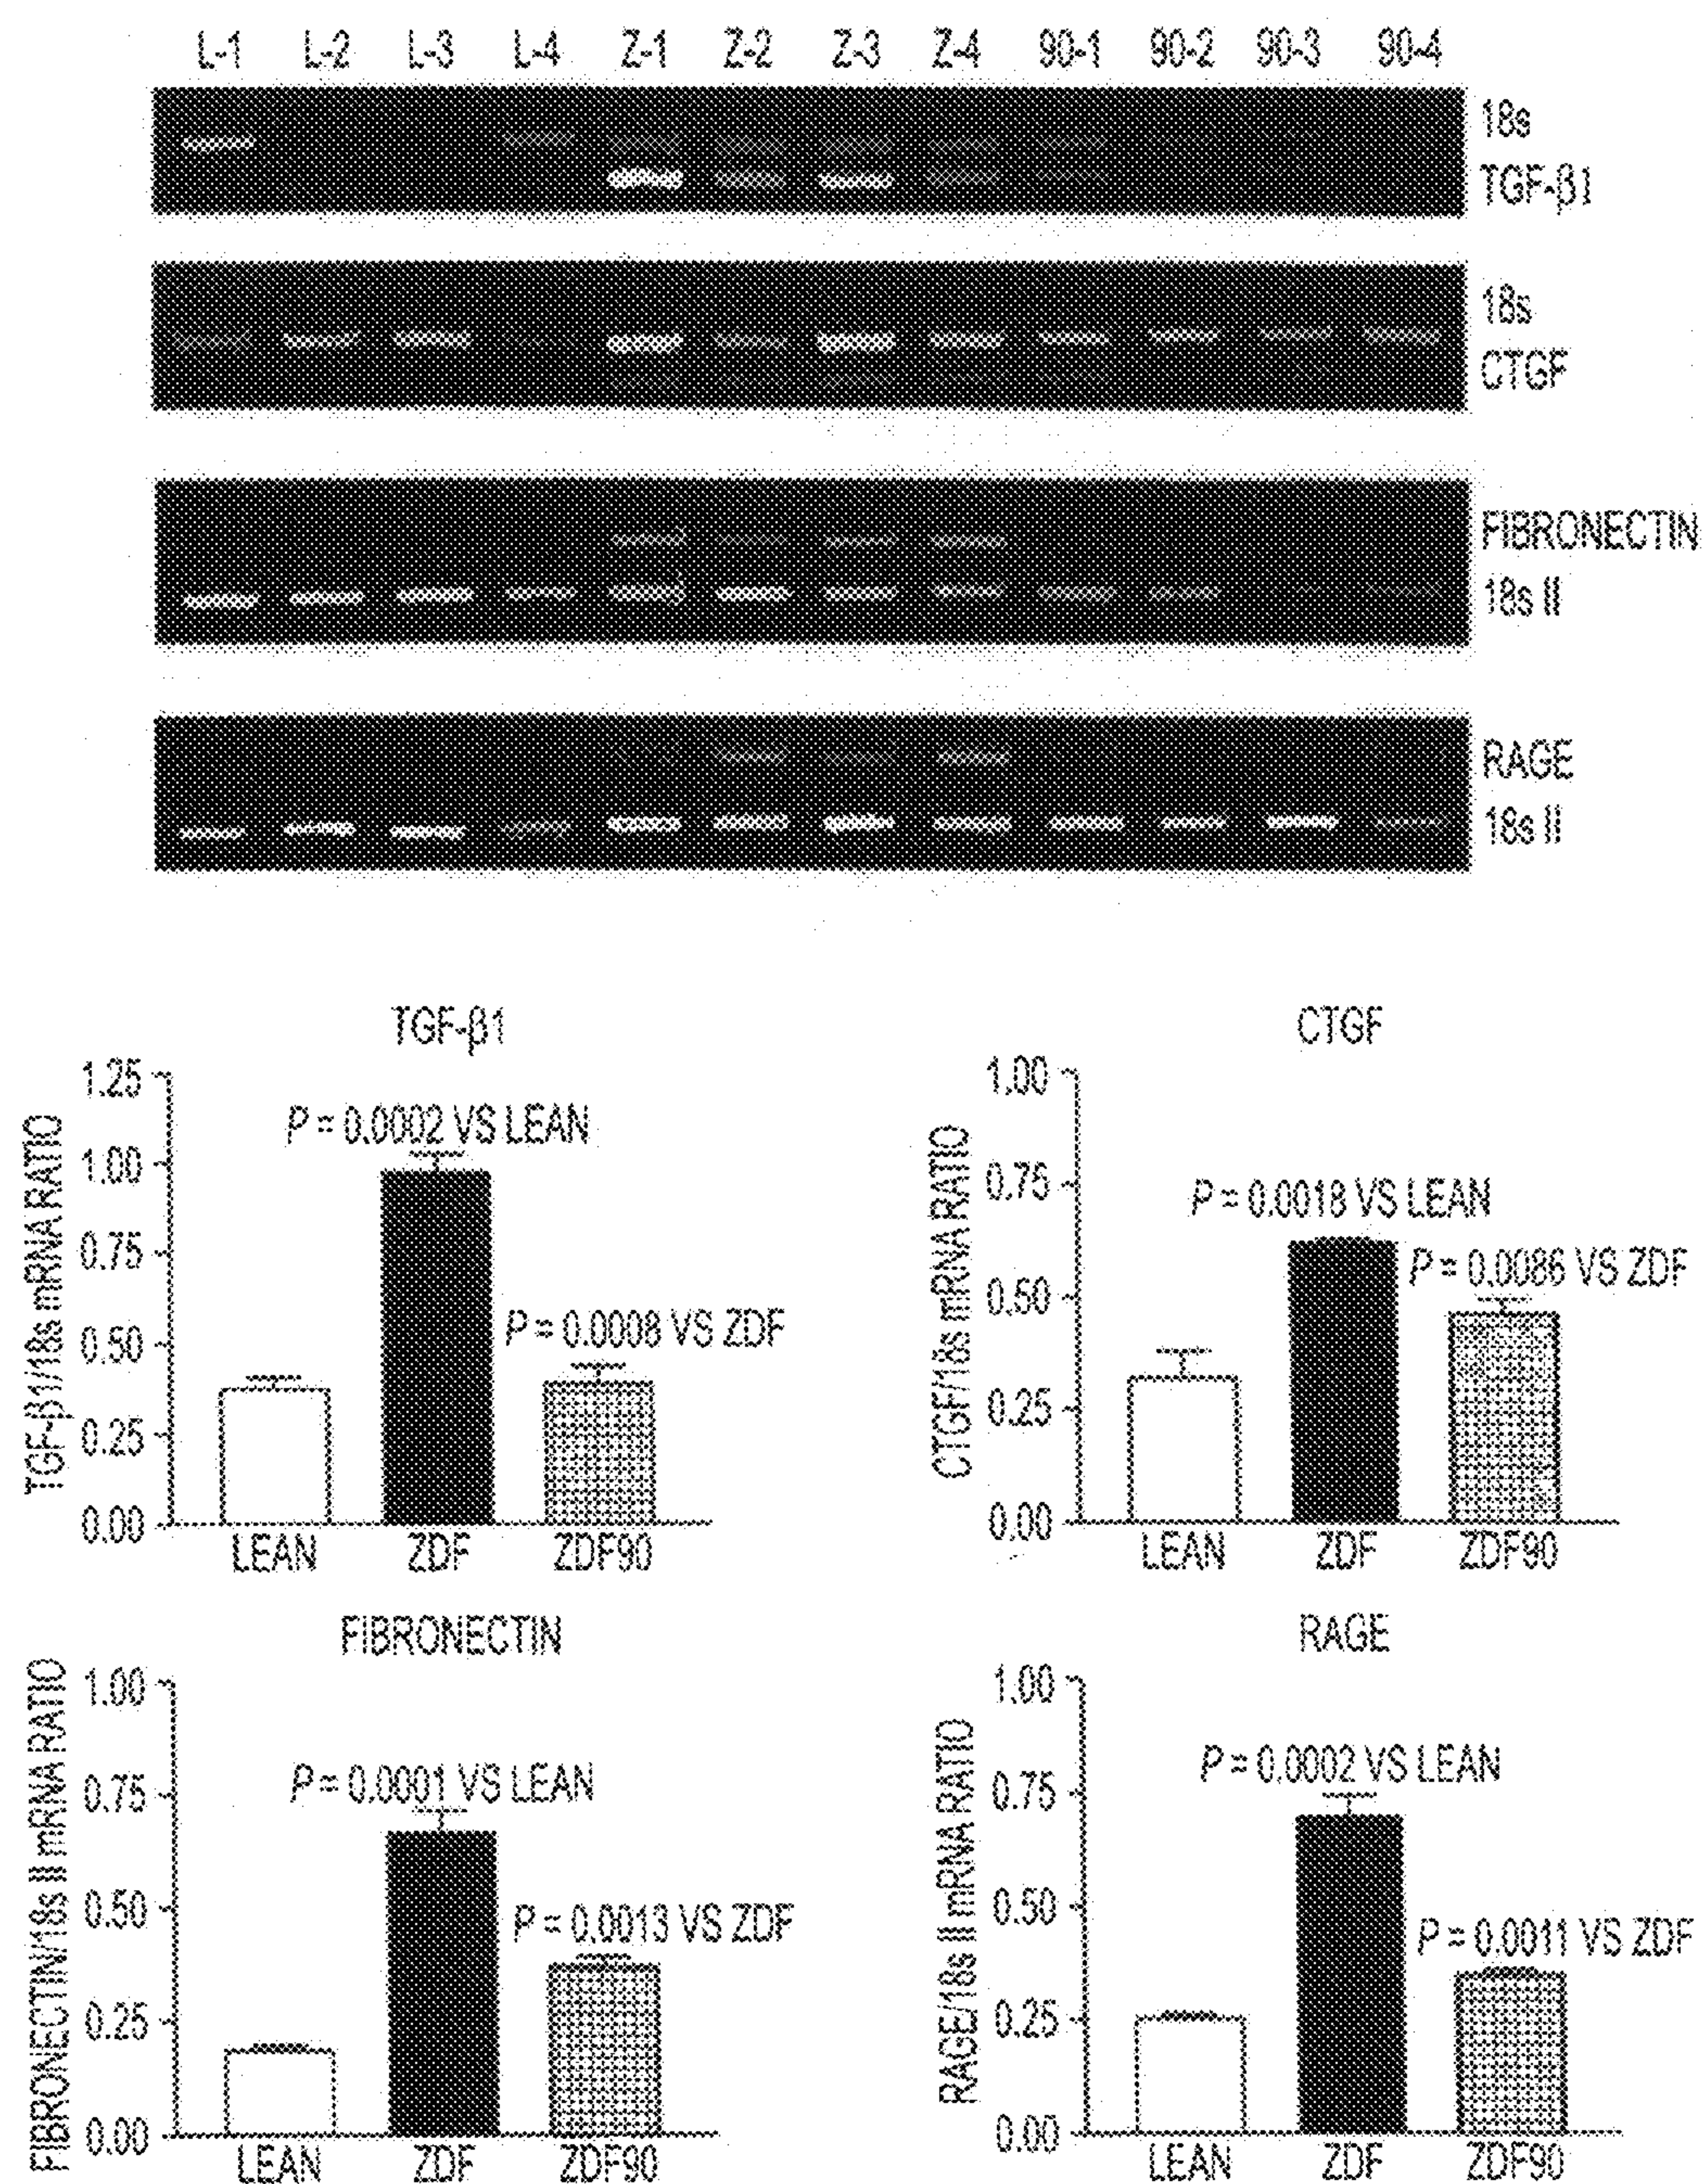 L-1 L-2 L-3 L-4 Z-1 Z-2 Z-3 Z-4 90-1 90-2 90-3 90-4
18s
TGF-β1
18s
CTGF
FIBRONECTIN
18s II
RAGE
18s II
TGF-β1
TGF-β1/18s mRNA RATIO
1.25
1.00
0.75
0.50
0.25
0.00
P = 0.0002 VS LEAN
P = 0.0008 VS ZDF
LEAN ZDF ZDF90
CTGF
CTGF/18s mRNA RATIO
1.00
0.75
0.50
0.25
0.00
P = 0.0018 VS LEAN
P = 0.0086 VS ZDF
LEAN ZDF ZDF90
FIBRONECTIN
FIBRONECTIN/18s II mRNA RATIO
1.00
0.75
0.50
0.25
0.00
P = 0.0001 VS LEAN
P = 0.0013 VS ZDF
LEAN ZDF ZDF90
RAGE
RAGE/18s II mRNA RATIO
1.00
0.75
0.50
0.25
0.00
P = 0.0002 VS LEAN
P = 0.0011 VS ZDF
LEAN ZDF ZDF90